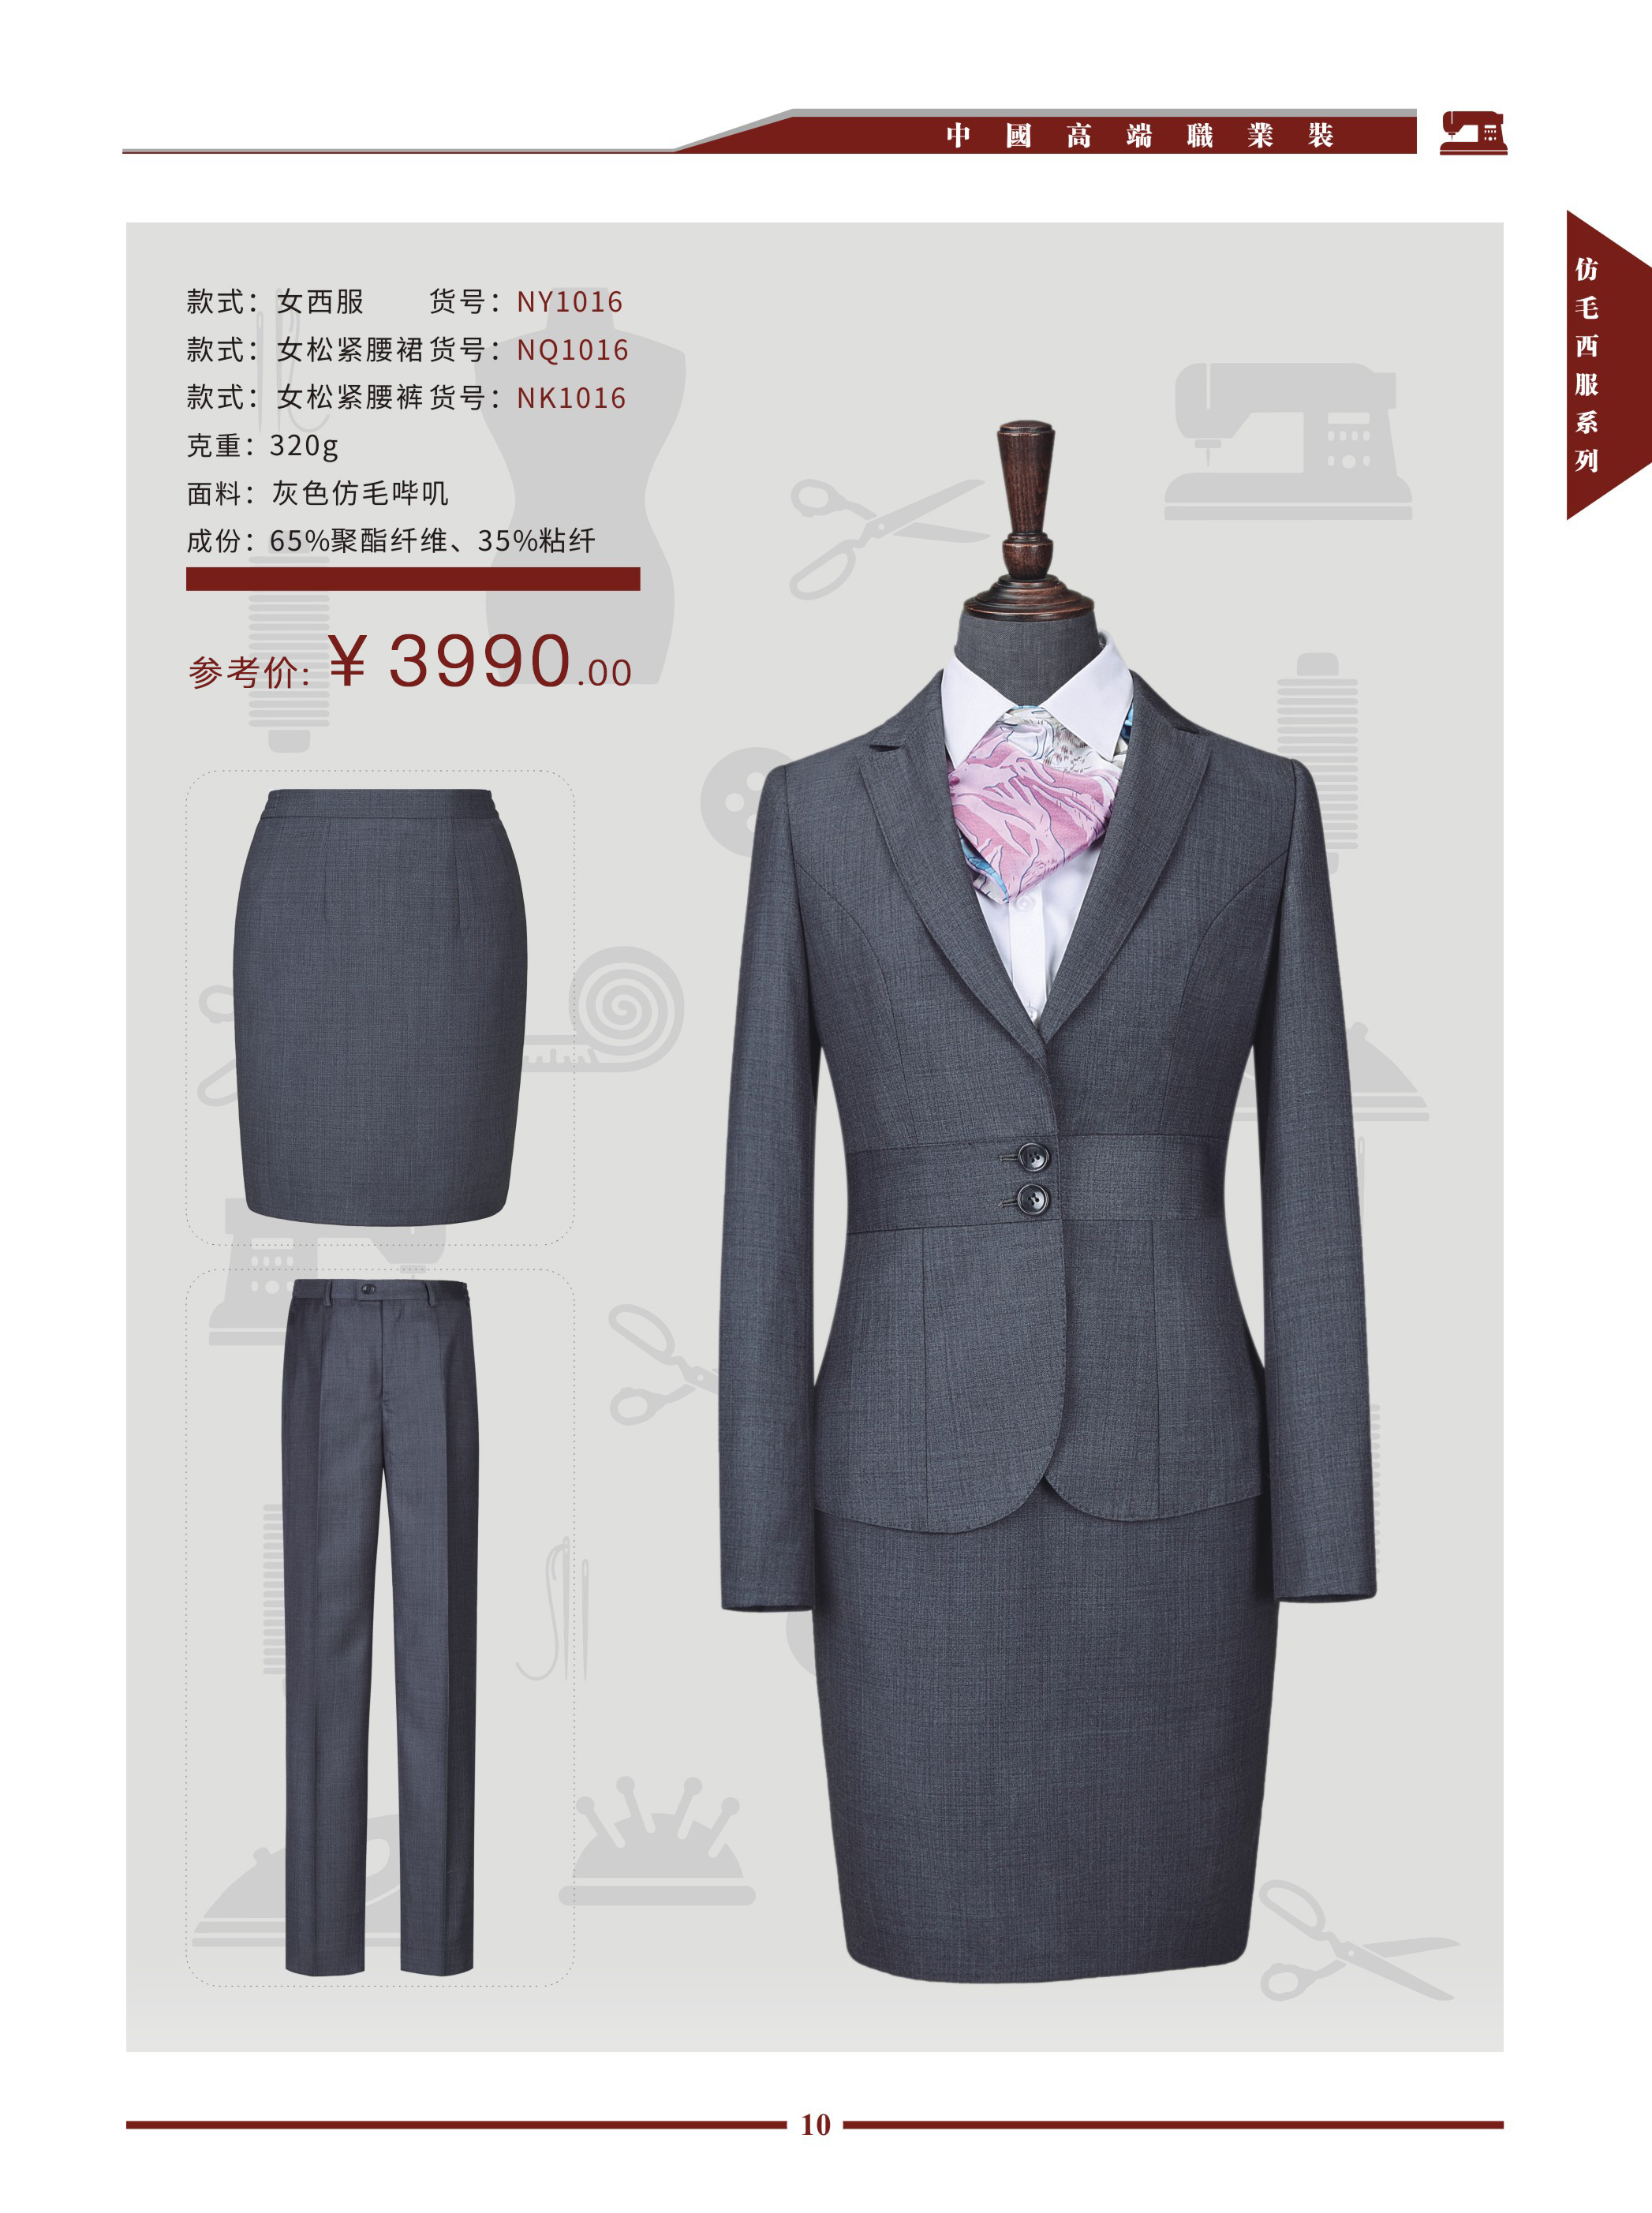 中國高端職業裝
仿毛西服系列
款式：女西服 货号：NY1016
款式：女松紧腰裙 货号：NQ1016
款式：女松紧腰裤 货号：NK1016
克重：320g
面料：灰色仿毛哔叽
成份：65%聚酯纤维、35%粘纤
参考价：¥ 3990.00
10